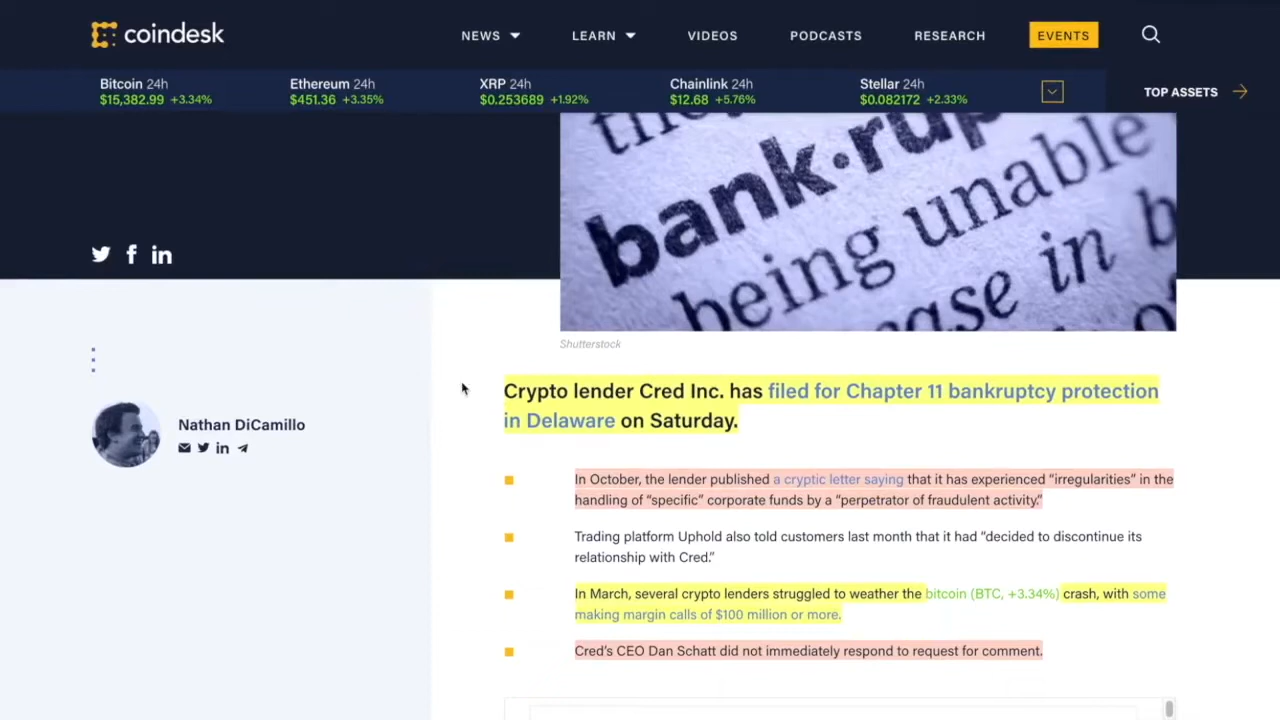 coindesk
NEWS LEARN VIDEOS PODCASTS RESEARCH EVENTS
Bitcoin 24h Ethereum 24h XRP 24h Chainlink 24h Stellar 24h
$15,382.99 +3.34% $451.36 +3.35% $0.253689 +1.92% $12.68 +5.76% $0.082172 +2.33%
TOP ASSETS
bank·rup
being unable
in b
Shutterstock
Nathan DiCamillo
Crypto lender Cred Inc. has filed for Chapter 11 bankruptcy protection
in Delaware on Saturday.
In October, the lender published a cryptic letter saying that it has experienced “irregularities” in the
handling of “specific” corporate funds by a “perpetrator of fraudulent activity.”
Trading platform Uphold also told customers last month that it had “decided to discontinue its
relationship with Cred.”
In March, several crypto lenders struggled to weather the bitcoin (BTC, +3.34%) crash, with some
making margin calls of $100 million or more.
Cred’s CEO Dan Schatt did not immediately respond to request for comment.